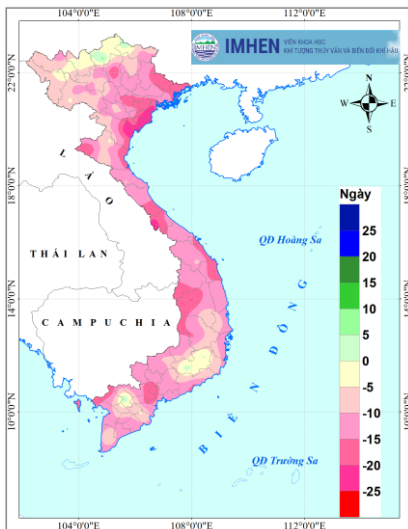 104°0'0"E
108°0'0"E
112°0'0"E
IMHEN
VIỆN KHOA HỌC
KHÍ TƯỢNG THỦY VĂN VÀ BIẾN ĐỔI KHÍ HẬU
22°0'0"N
N
W
E
S
LÀO
18°0'0"N
Ngày
25
20
15
10
5
0
-5
-10
-15
-20
-25
QĐ Hoàng Sa
THÁI LAN
14°0'0"N
CAMPUCHIA
BIỂN ĐÔNG
10°0'0"N
QĐ Trường Sa
104°0'0"E
108°0'0"E
112°0'0"E